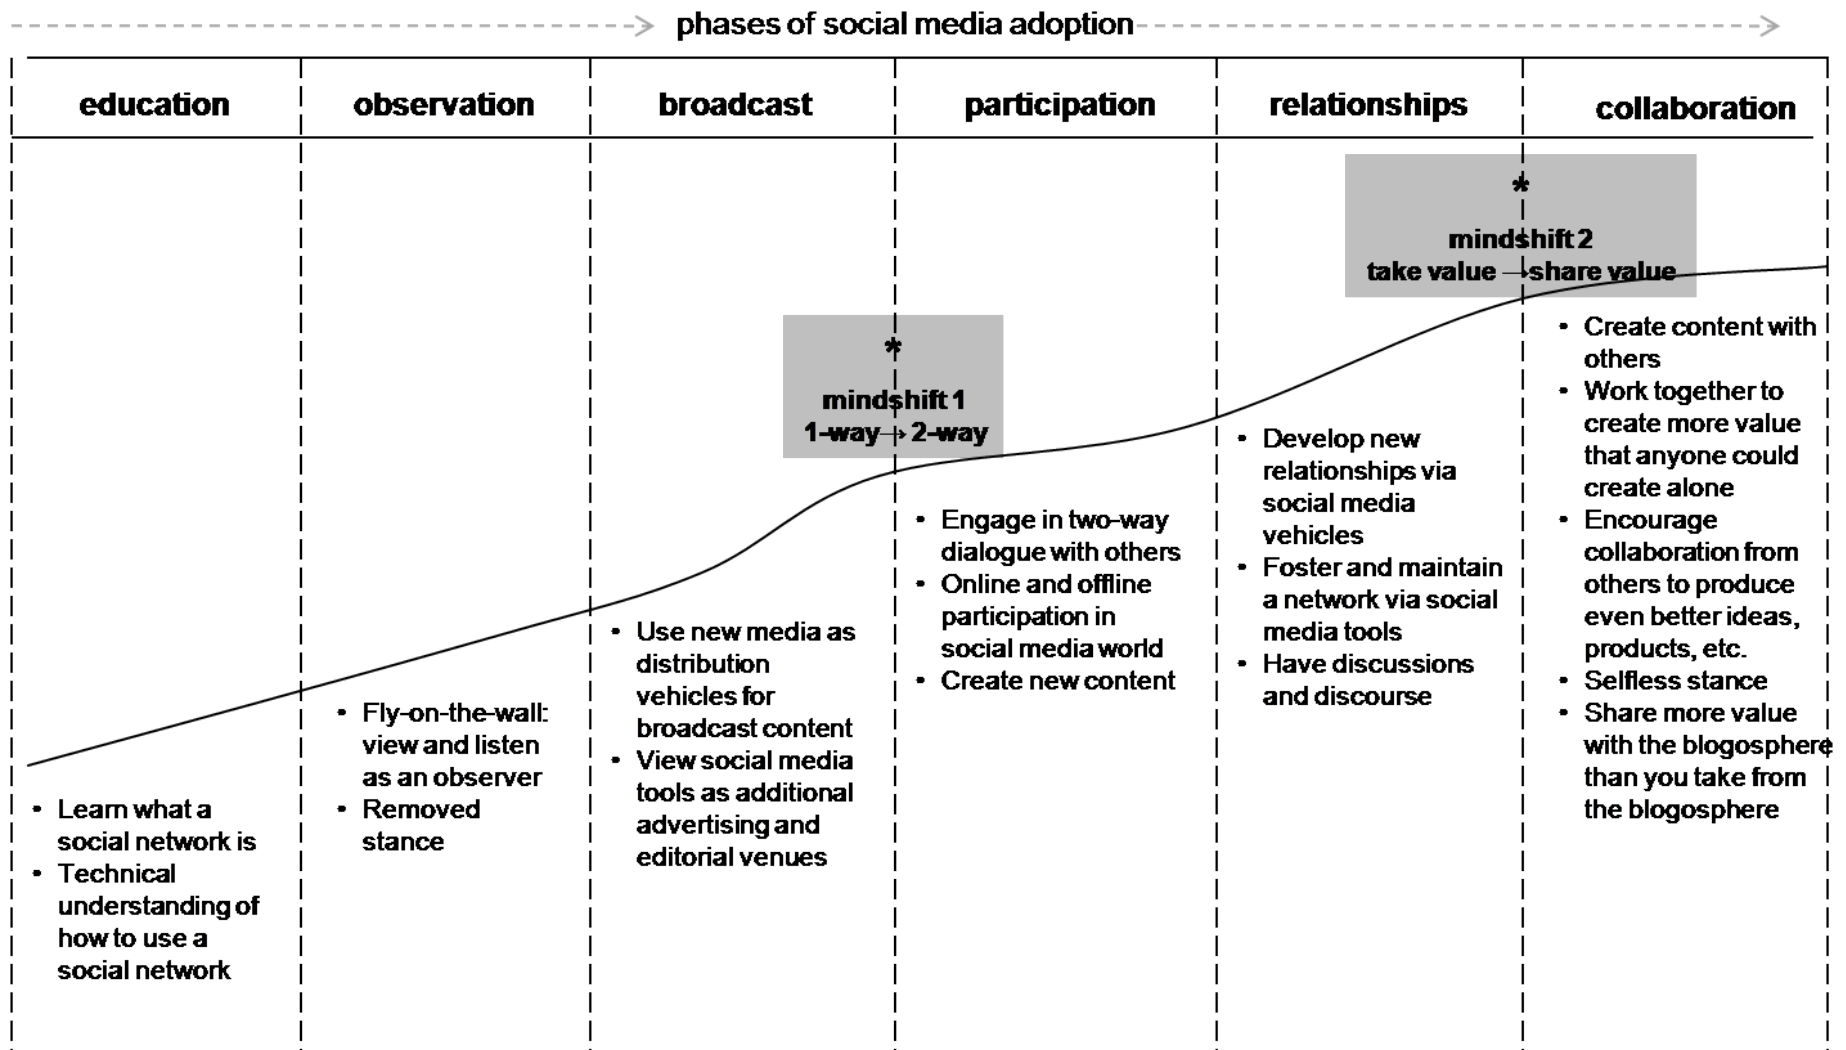 phases of social media adoption
education
observation
broadcast
participation
relationships
collaboration
*
mindshift 2
take value → share value
*
mindshift 1
1-way → 2-way
• Learn what a
social network is
• Technical
understanding of
how to use a
social network
• Fly-on-the-wall:
view and listen
as an observer
• Removed
stance
• Use new media as
distribution
vehicles for
broadcast content
• View social media
tools as additional
advertising and
editorial venues
• Engage in two-way
dialogue with others
• Online and offline
participation in
social media world
• Create new content
• Develop new
relationships via
social media
vehicles
• Foster and maintain
a network via social
media tools
• Have discussions
and discourse
• Create content with
others
• Work together to
create more value
that anyone could
create alone
• Encourage
collaboration from
others to produce
even better ideas,
products, etc.
• Selfless stance
• Share more value
with the blogosphere
than you take from
the blogosphere